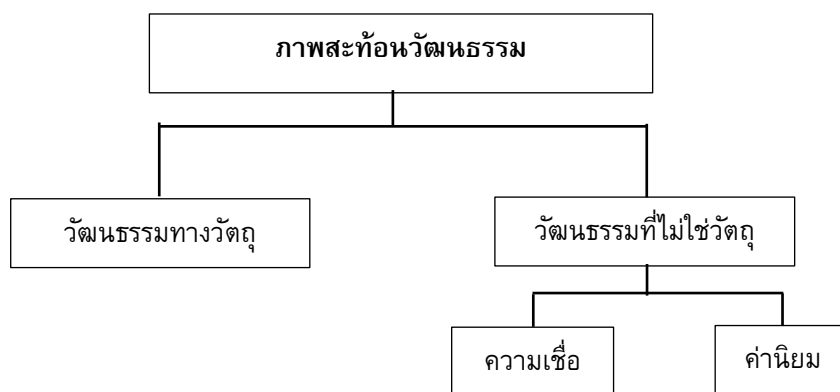 ภาพสะท้อนวัฒนธรรม
วัฒนธรรมทางวัตถุ
วัฒนธรรมที่ไม่ใช่วัตถุ
ความเชื่อ
ค่านิยม